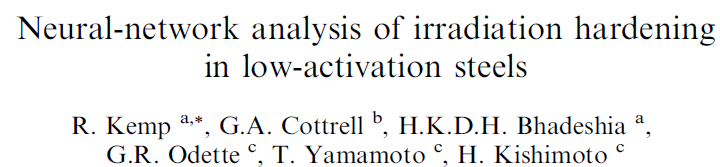 Neural-network analysis of irradiation hardening
in low-activation steels
R. Kemp a,*, G.A. Cottrell b, H.K.D.H. Bhadeshia a,
G.R. Odette c, T. Yamamoto c, H. Kishimoto c